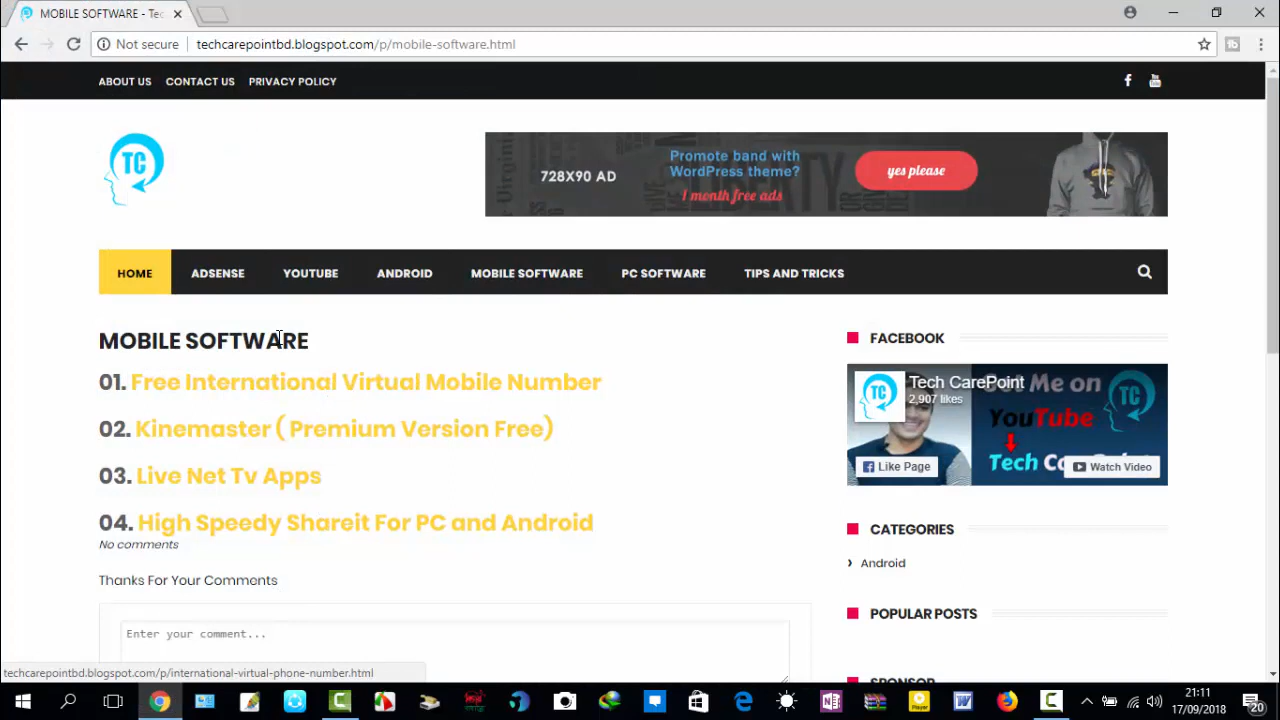 MOBILE SOFTWARE - Tec
Not secure
techcarepointbd.blogspot.com/p/mobile-software.html
ABOUT US CONTACT US PRIVACY POLICY
TC
728X90 AD
Promote band with
WordPress theme?
1 month free ads
yes please
HOME ADSENSE YOUTUBE ANDROID MOBILE SOFTWARE PC SOFTWARE TIPS AND TRICKS
MOBILE SOFTWARE
01. Free International Virtual Mobile Number
02. Kinemaster ( Premium Version Free)
03. Live Net Tv Apps
04. High Speedy Shareit For PC and Android
No comments
Thanks For Your Comments
Enter your comment...
FACEBOOK
Tech CarePoint
2,907 likes
Me on
YouTube
Tech
TC
Like Page
Watch Video
CATEGORIES
Android
POPULAR POSTS
SPONSOR
techcarepointbd.blogspot.com/p/international-virtual-phone-number.html
21:11
17/09/2018
20